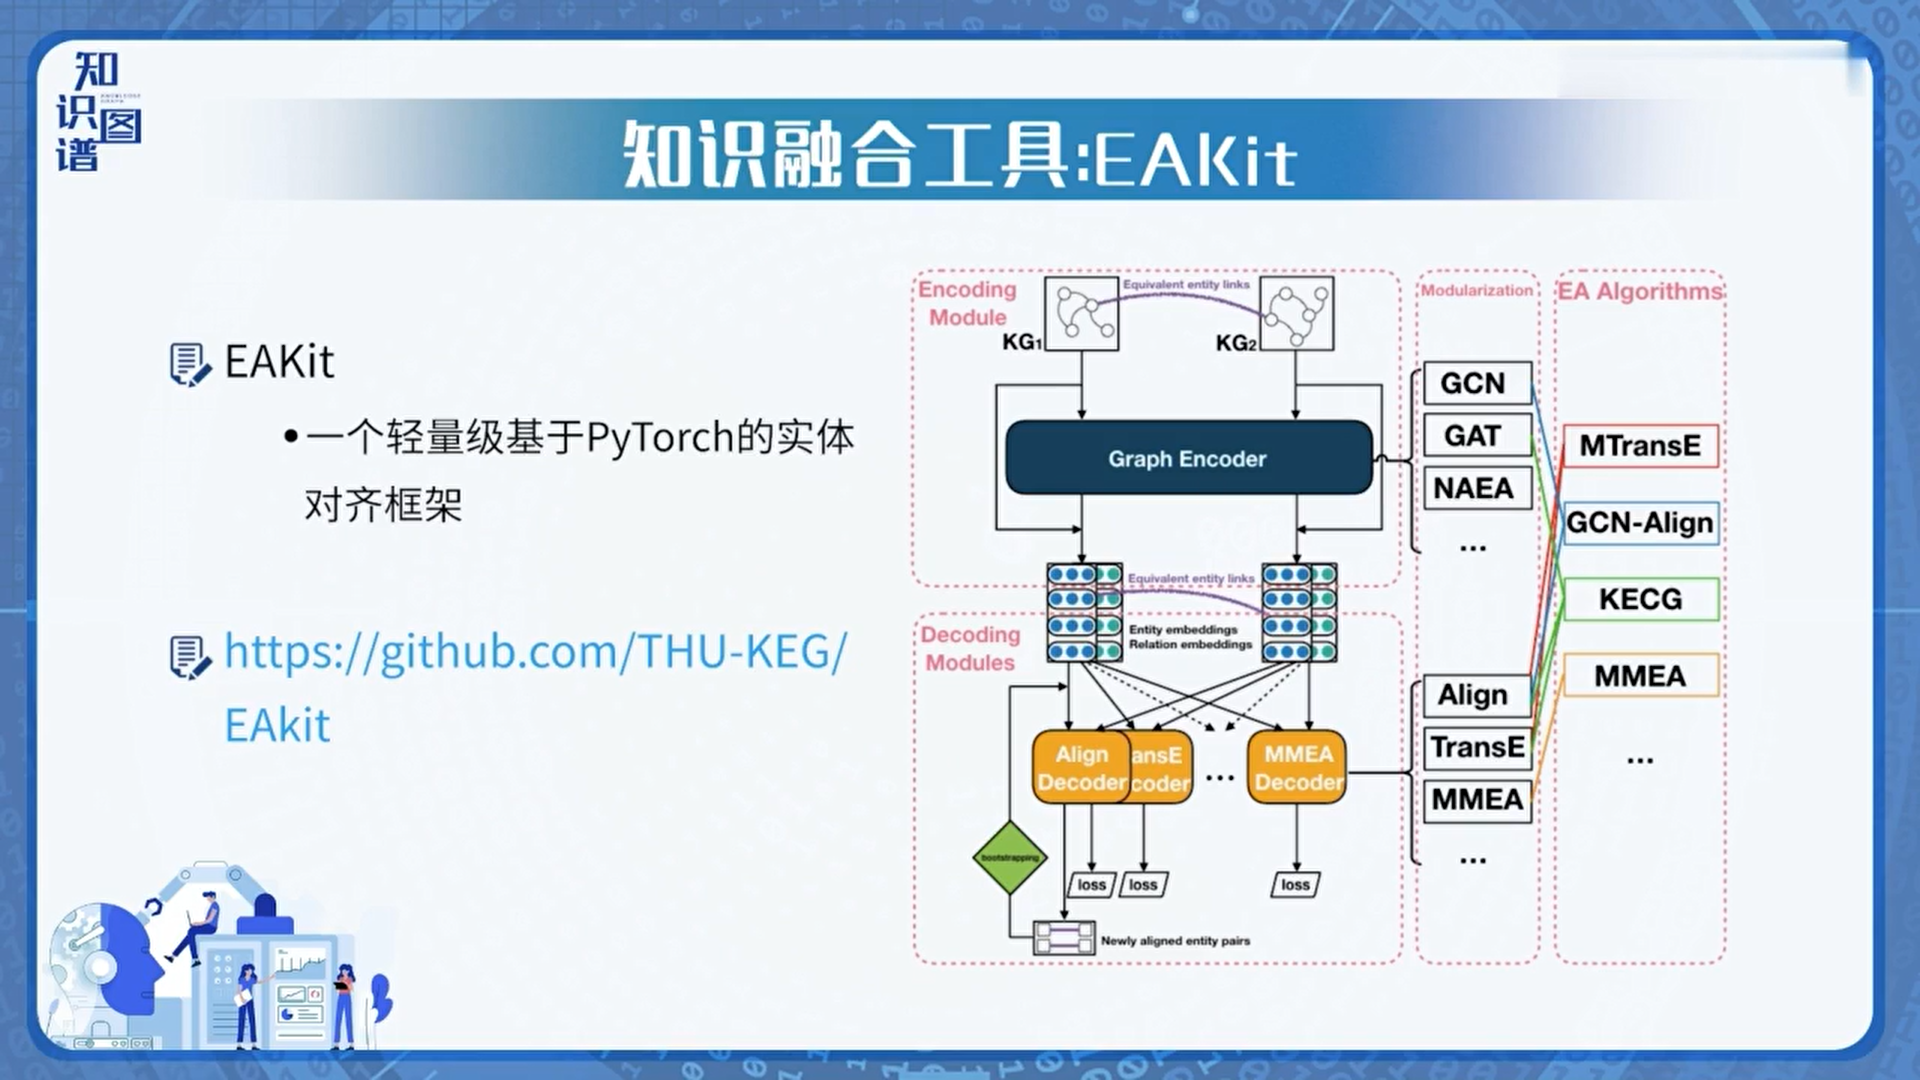 知识图谱
知识融合工具:EAKit
EAKit
•一个轻量级基于PyTorch的实体
对齐框架
https://github.com/THU-KEG/
EAkit
Encoding
Module
KG1
Equivalent entity links
KG2
Graph Encoder
Equivalent entity links
Entity embeddings
Relation embeddings
Decoding
Modules
Align
Decoder
ansE
coder
...
MMEA
Decoder
bootstrapping
loss
loss
loss
Newly aligned entity pairs
Modularization
GCN
GAT
NAEA
...
Align
TransE
MMEA
...
EA Algorithms
MTransE
GCN-Align
KECG
MMEA
...